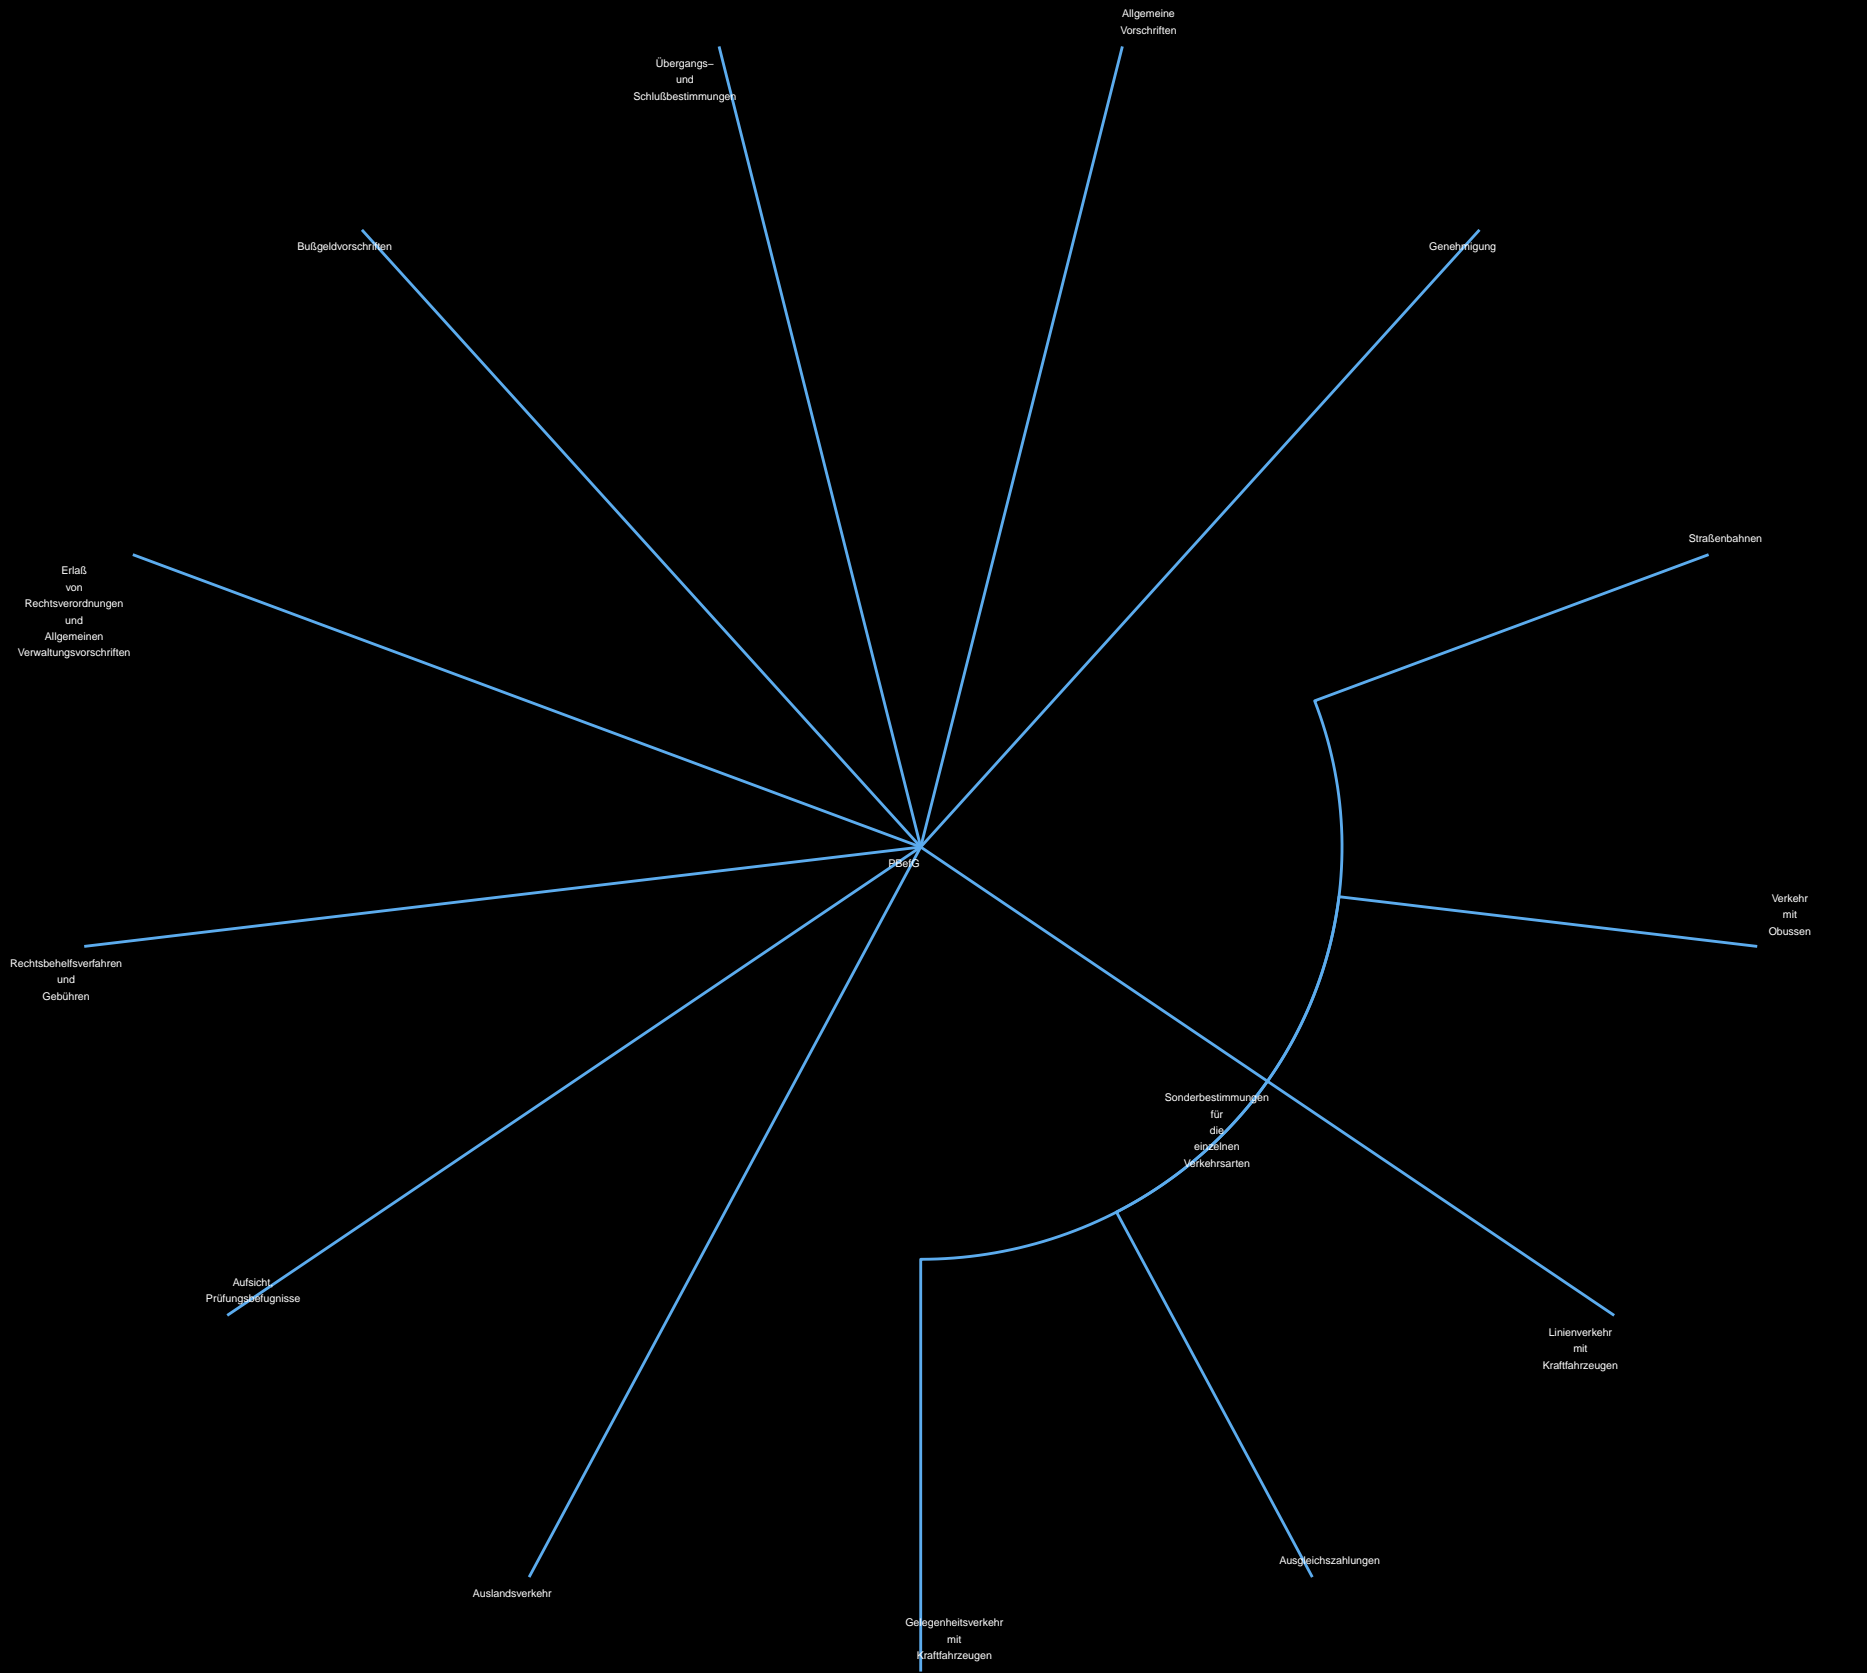 Allgemeine
Vorschriften
Übergangs–
und
Schlußbestimmungen
Bußgeldvorschriften
Genehmigung
Straßenbahnen
Erlaß
von
Rechtsverordnungen
und
Allgemeinen
Verwaltungsvorschriften
PBefG
Verkehr
mit
Obussen
Rechtsbehelfsverfahren
und
Gebühren
Sonderbestimmungen
für
die
einzelnen
Verkehrsarten
Aufsicht,
Prüfungsbefugnisse
Linienverkehr
mit
Kraftfahrzeugen
Ausgleichszahlungen
Auslandsverkehr
Gelegenheitsverkehr
mit
Kraftfahrzeugen